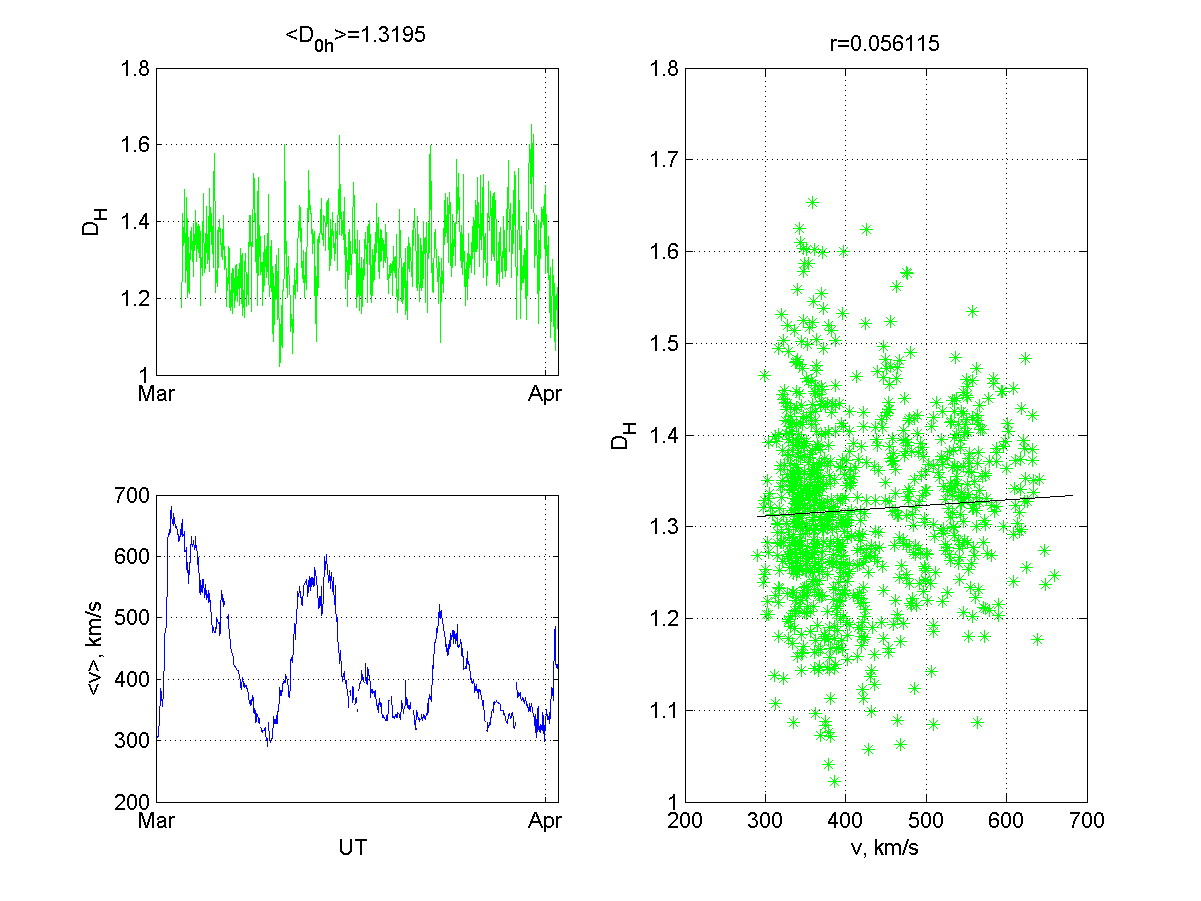 <D0h>=1.3195
1.8
1.6
1.4
1.2
1
DH
Mar
Apr
700
600
500
400
300
200
<v>, km/s
Mar
Apr
UT
r=0.056115
1.8
1.7
1.6
1.5
1.4
1.3
1.2
1.1
1
DH
200
300
400
500
600
700
v, km/s